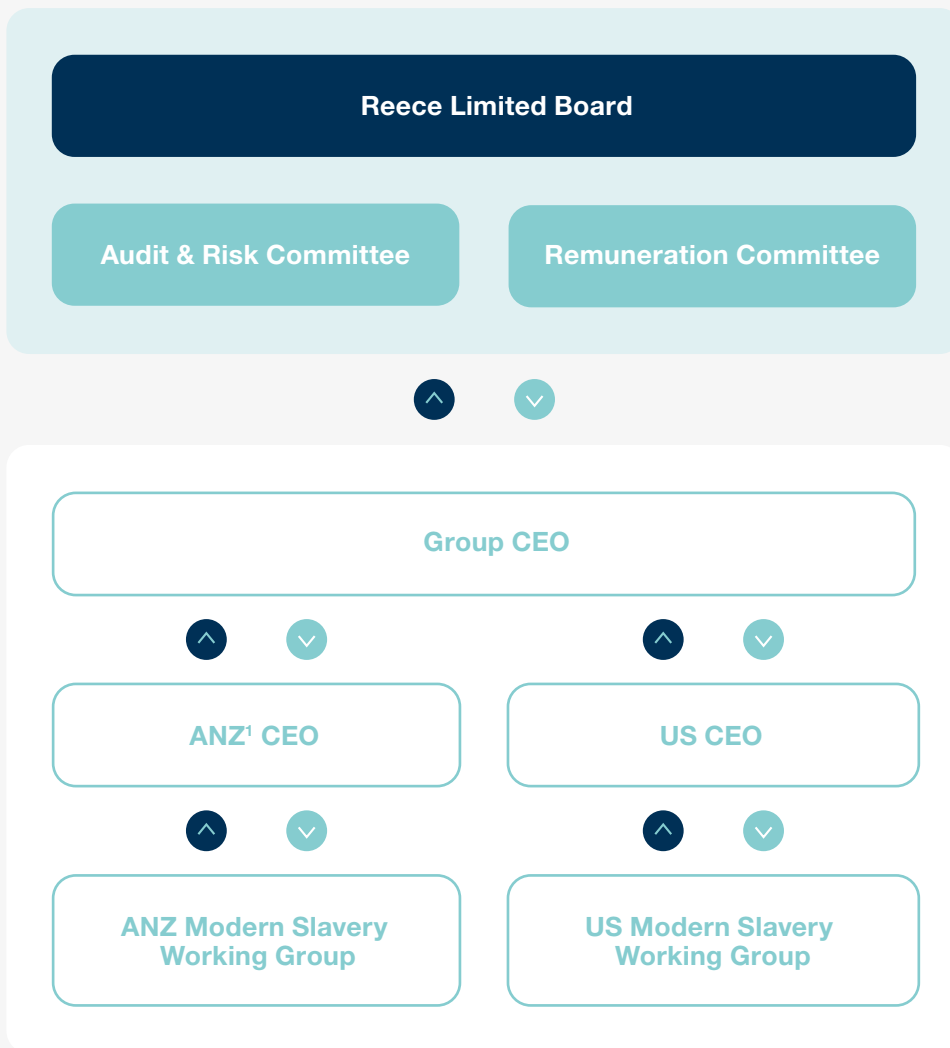 Reece Limited Board
Audit & Risk Committee
Remuneration Committee
Group CEO
ANZ¹ CEO
US CEO
ANZ Modern Slavery
Working Group
US Modern Slavery
Working Group